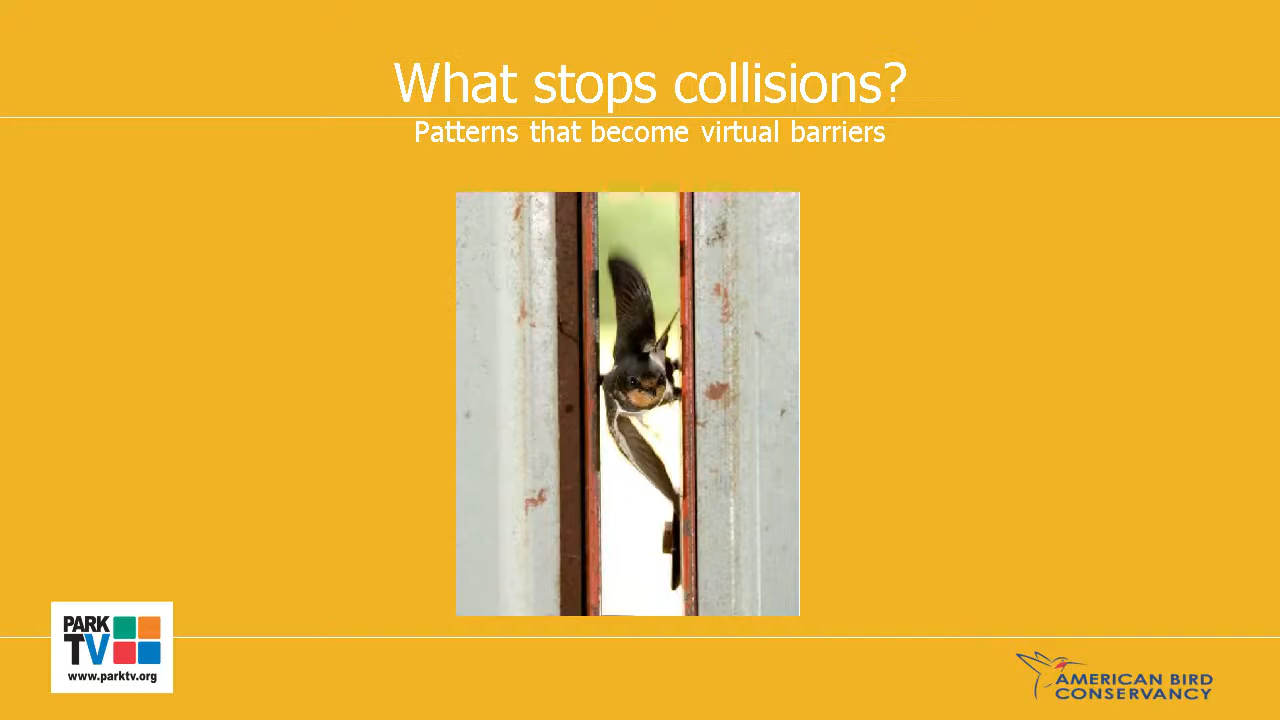 What stops collisions?
Patterns that become virtual barriers
PARK
TV
www.parktv.org
AMERICAN BIRD
CONSERVANCY